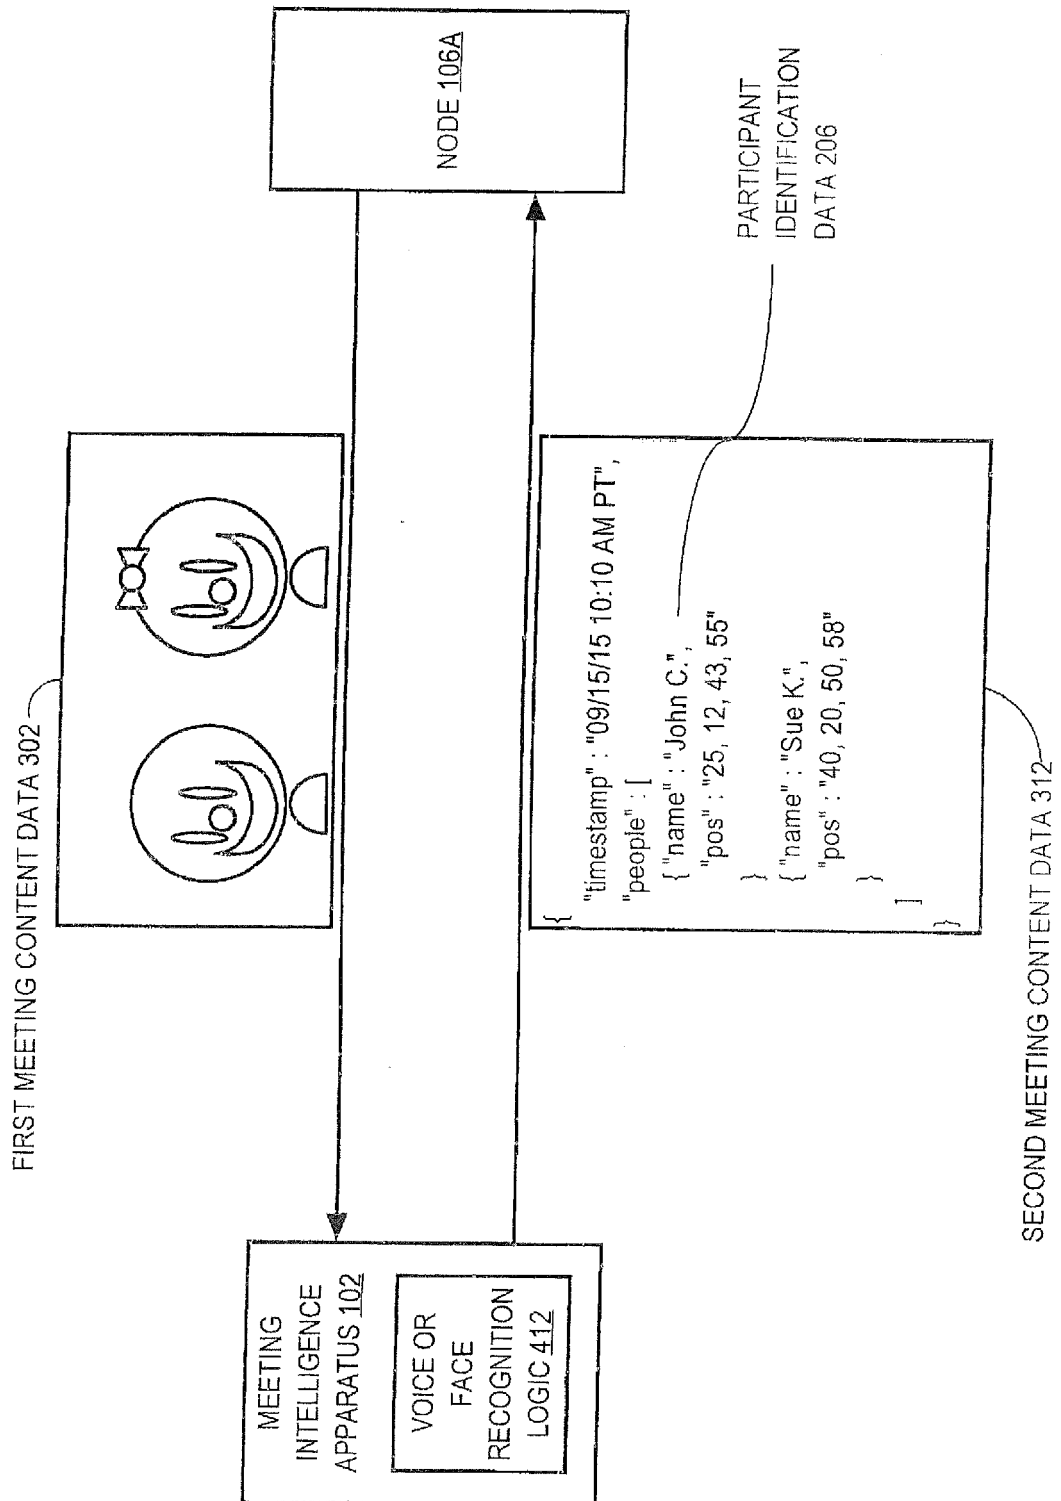 FIRST MEETING CONTENT DATA 302
MEETING
INTELLIGENCE
APPARATUS 102
VOICE OR
FACE
RECOGNITION
LOGIC 412
NODE 106A
{
"timestamp" : "09/15/15 10:10 AM PT",
"people" : [
{ "name" : "John C.",
"pos" : "25, 12, 43, 55"
}
{ "name" : "Sue K.",
"pos" : "40, 20, 50, 58"
}
]
}
PARTICIPANT
IDENTIFICATION
DATA 206
SECOND MEETING CONTENT DATA 312